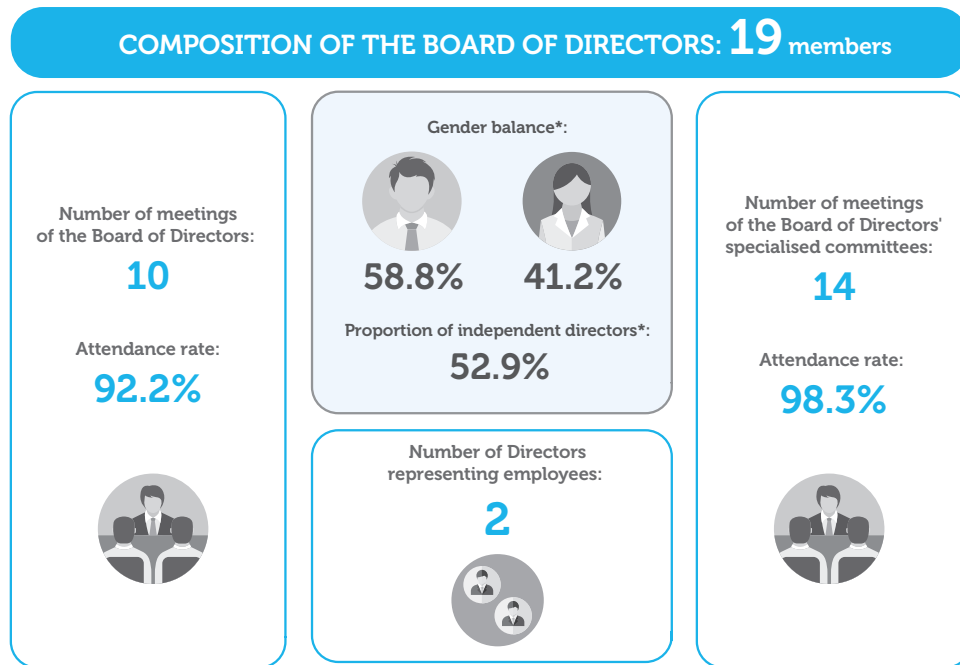 COMPOSITION OF THE BOARD OF DIRECTORS: 19 members
Number of meetings
of the Board of Directors:
10
Attendance rate:
92.2%
Gender balance*:
58.8% 41.2%
Proportion of independent directors*:
52.9%
Number of Directors
representing employees:
2
Number of meetings
of the Board of Directors'
specialised committees:
14
Attendance rate:
98.3%